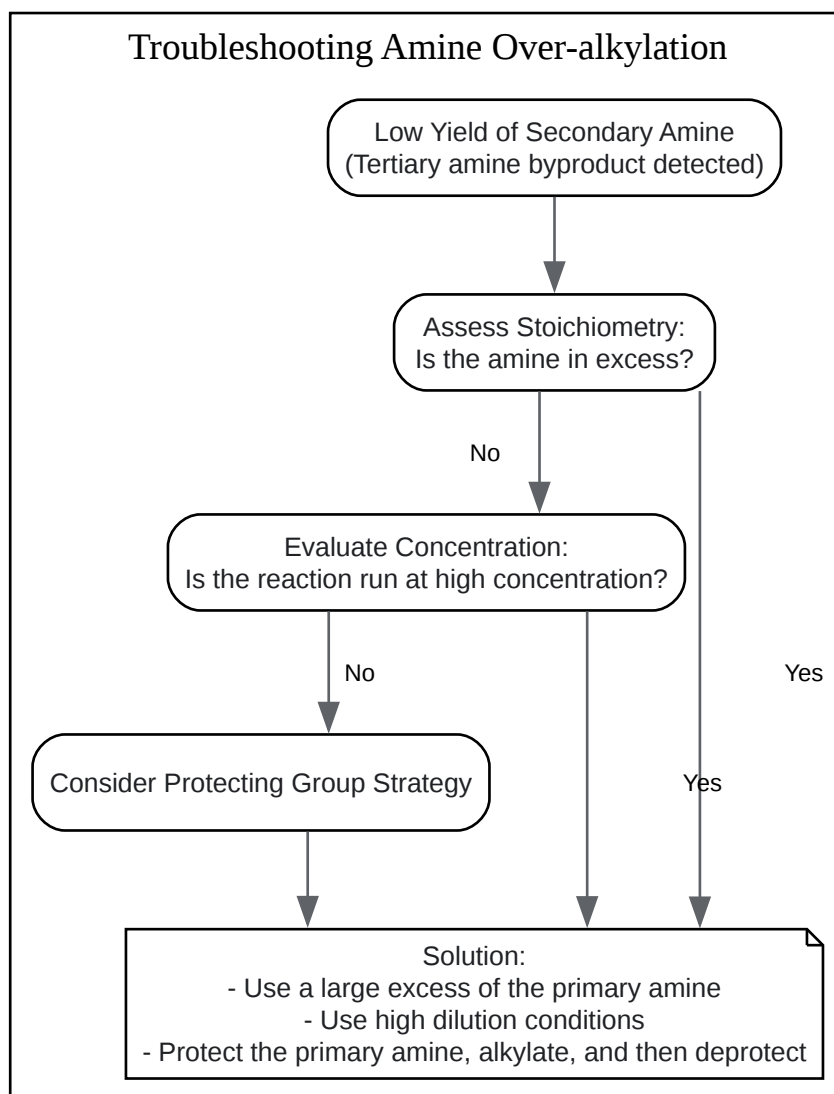 Troubleshooting Amine Over-alkylation
Low Yield of Secondary Amine
(Tertiary amine byproduct detected)
Assess Stoichiometry:
Is the amine in excess?
No
Evaluate Concentration:
Is the reaction run at high concentration?
No
Yes
Consider Protecting Group Strategy
Yes
Solution:
- Use a large excess of the primary amine
- Use high dilution conditions
- Protect the primary amine, alkylate, and then deprotect